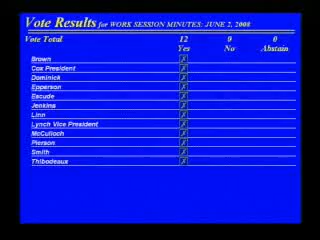 Vote Results for WORK SESSION MINUTES: JUNE 2, 2008
Vote Total 12 0 0
Yes No Abstain
Brown
Cox President
Dominick
Epperson
Escude
Jenkins
Linn
Lynch Vice President
McCulloch
Pierson
Smith
Thibodeaux